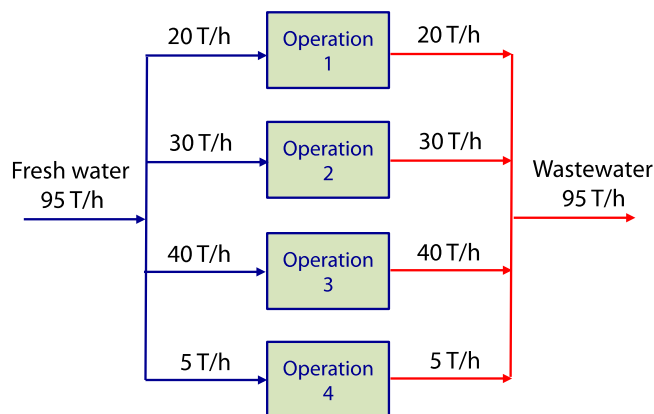 20 T/h
Operation
1
20 T/h
30 T/h
Operation
2
30 T/h
Fresh water
95 T/h
Wastewater
95 T/h
40 T/h
Operation
3
40 T/h
5 T/h
Operation
4
5 T/h